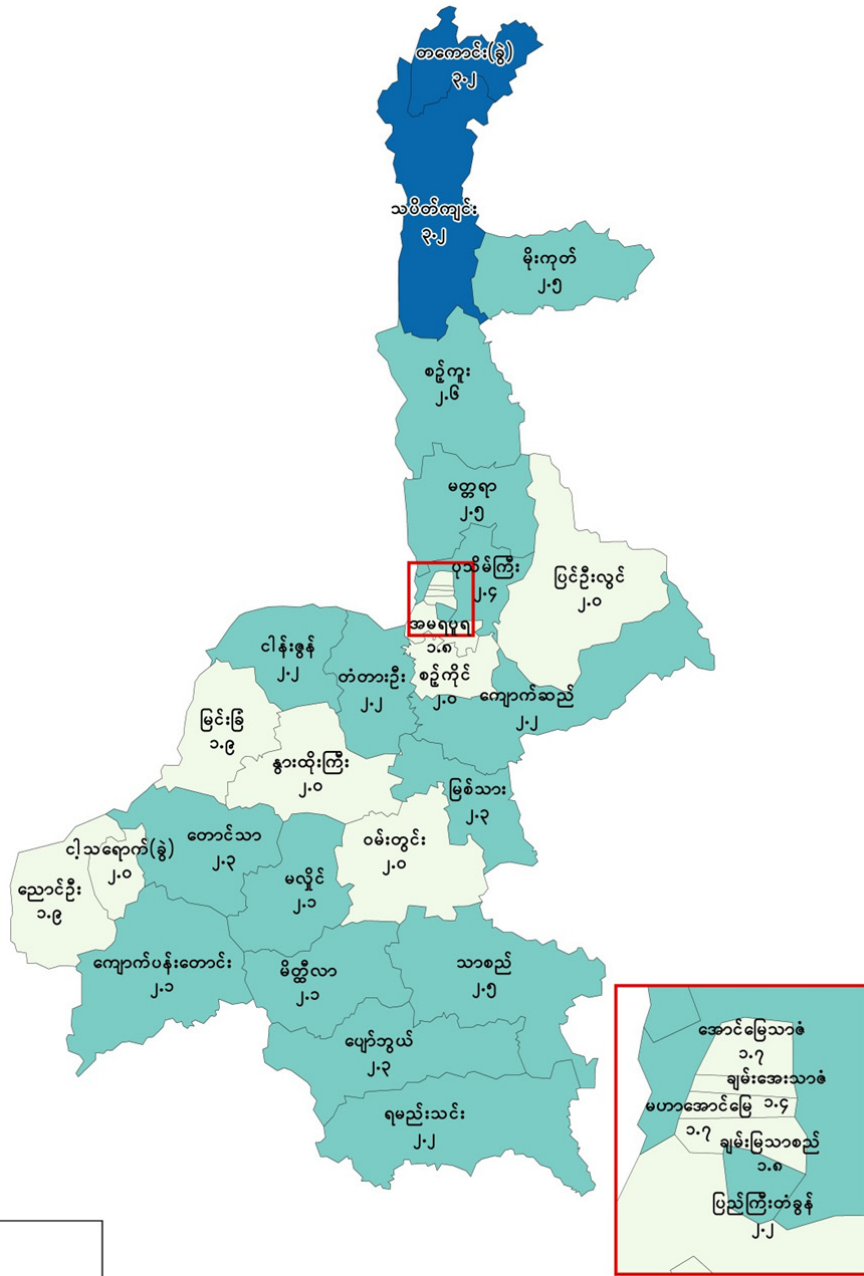 တကောင်း(ခွဲ)
၃.၂
သပိတ်ကျင်း
၃.၂
မိုးကုတ်
၂.၅
စဉ့်ကူး
၂.၆
မတ္တရာ
၂.၅
ပုသိမ်ကြီး
၂.၄
ပြင်ဦးလွင်
၂.၀
အမရပူရ
၁.၈
စဉ့်ကိုင်
၂.၀
ငါန်းဇွန်
၂.၂
တံတားဦး
၂.၂
ကျောက်ဆည်
၂.၂
မြင်းခြံ
၁.၉
နွားထိုးကြီး
၂.၀
မြစ်သား
၂.၃
တောင်သာ
၂.၃
ဝမ်းတွင်း
၂.၀
ငါ့သရောက်(ခွဲ)
၂.၀
မလှိုင်
၂.၁
ညောင်ဦး
၁.၉
ကျောက်ပန်းတောင်း
၂.၁
မိတ္ထီလာ
၂.၁
သာစည်
၂.၅
ပျော်ဘွယ်
၂.၃
ရမည်းသင်း
၂.၂
အောင်မြေသာဇံ
၁.၇
ချမ်းအေးသာဇံ
၁.၄
မဟာအောင်မြေ
၁.၇
ချမ်းမြသာစည်
၁.၈
ပြည်ကြီးတံခွန်
၂.၂